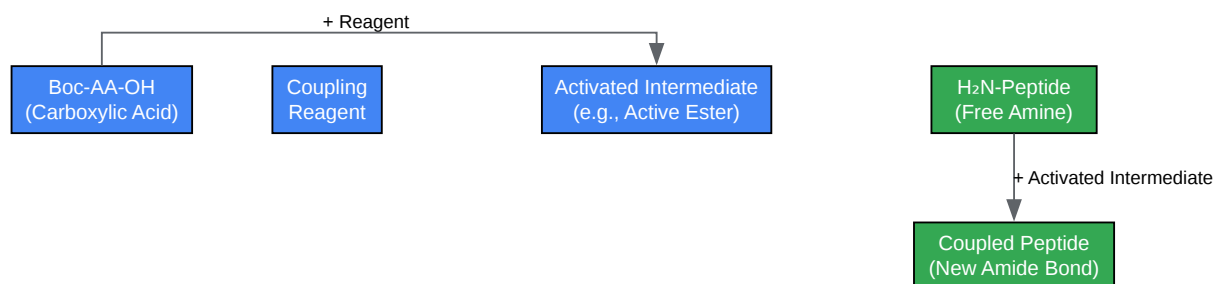 + Reagent
Boc-AA-OH
(Carboxylic Acid)
Coupling
Reagent
Activated Intermediate
(e.g., Active Ester)
H₂N-Peptide
(Free Amine)
+ Activated Intermediate
Coupled Peptide
(New Amide Bond)